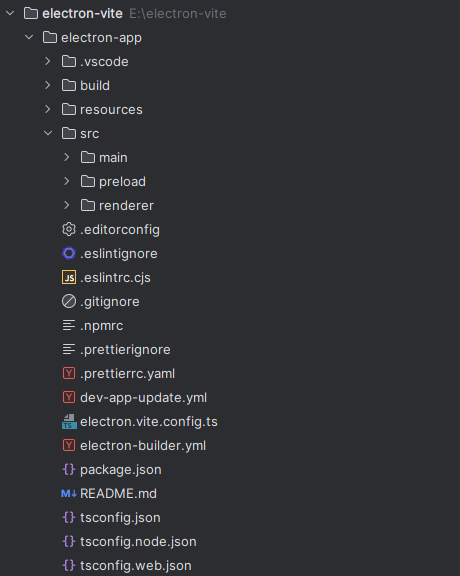 electron-vite E:\electron-vite
electron-app
.vscode
build
resources
src
main
preload
renderer
.editorconfig
.eslintignore
JS .eslintrc.cjs
.gitignore
.npmrc
.prettierignore
Y .prettierrc.yaml
Y dev-app-update.yml
TS electron.vite.config.ts
Y electron-builder.yml
{} package.json
M↓ README.md
{} tsconfig.json
{} tsconfig.node.json
{} tsconfig.web.json